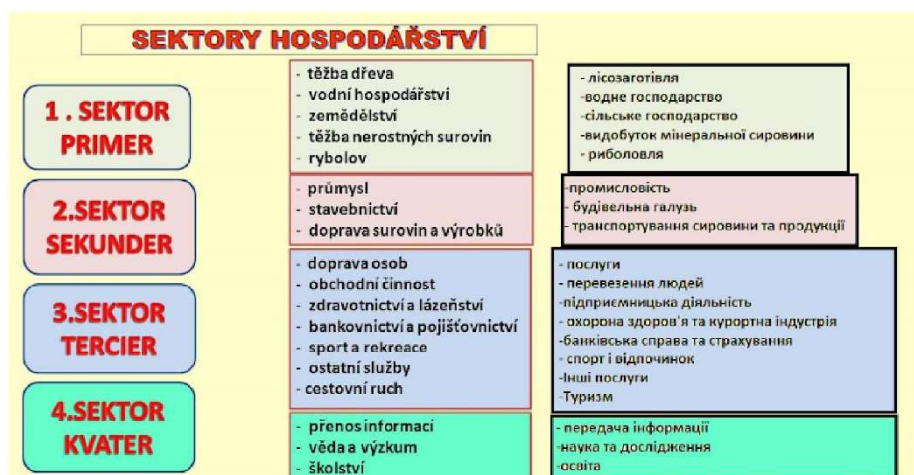 SEKTORY HOSPODÁŘSTVÍ
1 . SEKTOR
PRIMER
- těžba dřeva
- vodní hospodářství
- zemědělství
- těžba nerostných surovin
- rybolov
- лісозаготівля
-водне господарство
-сільське господарство
-видобуток мінеральної сировини
- риболовля
2.SEKTOR
SEKUNDER
- průmysl
- stavebnictví
- doprava surovin a výrobků
-промисловість
- будівельна галузь
- транспортування сировини та продукції
3.SEKTOR
TERCIER
- doprava osob
- obchodní činnost
- zdravotnictví a lázeňství
- bankovnictví a pojišťovnictví
- sport a rekreace
- ostatní služby
- cestovní ruch
- послуги
- перевезення людей
-підприємницька діяльність
- охорона здоров'я та курортна індустрія
-банківська справа та страхування
- спорт і відпочинок
-Інші послуги
-Туризм
4.SEKTOR
KVATER
- přenos informací
- věda a výzkum
- školství
- передача інформації
-наука та дослідження
-освіта